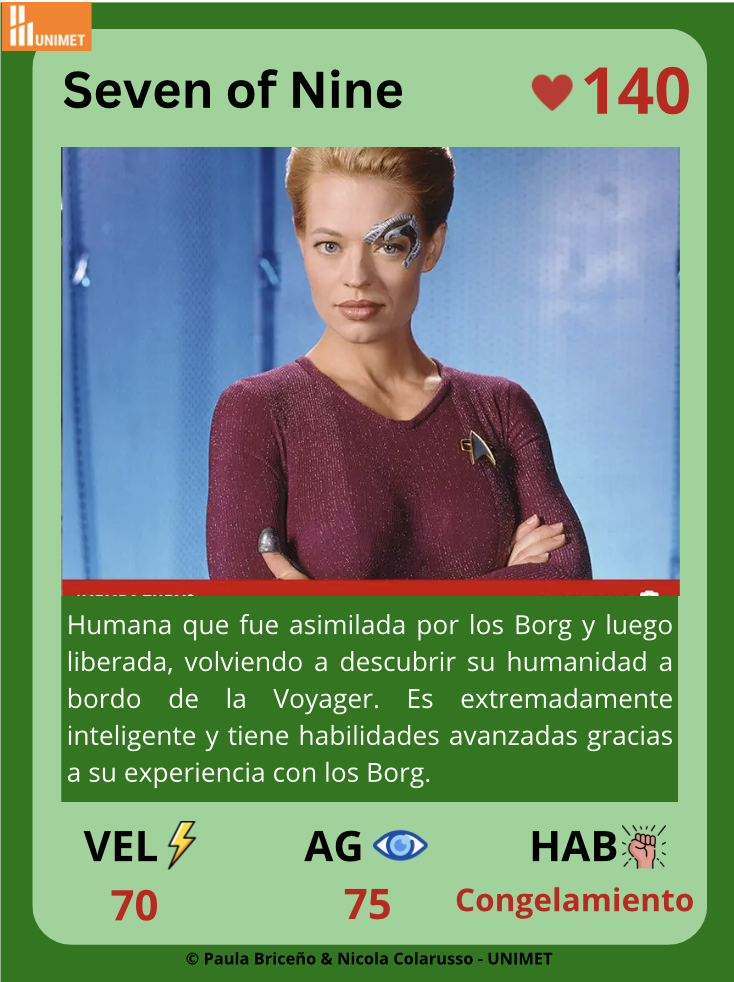 UNIMET
Seven of Nine
140
Humana que fue asimilada por los Borg y luego
liberada, volviendo a descubrir su humanidad a
bordo de la Voyager. Es extremadamente
inteligente y tiene habilidades avanzadas gracias
a su experiencia con los Borg.
VEL AG HAB
70 75 Congelamiento
© Paula Briceño & Nicola Colarusso - UNIMET